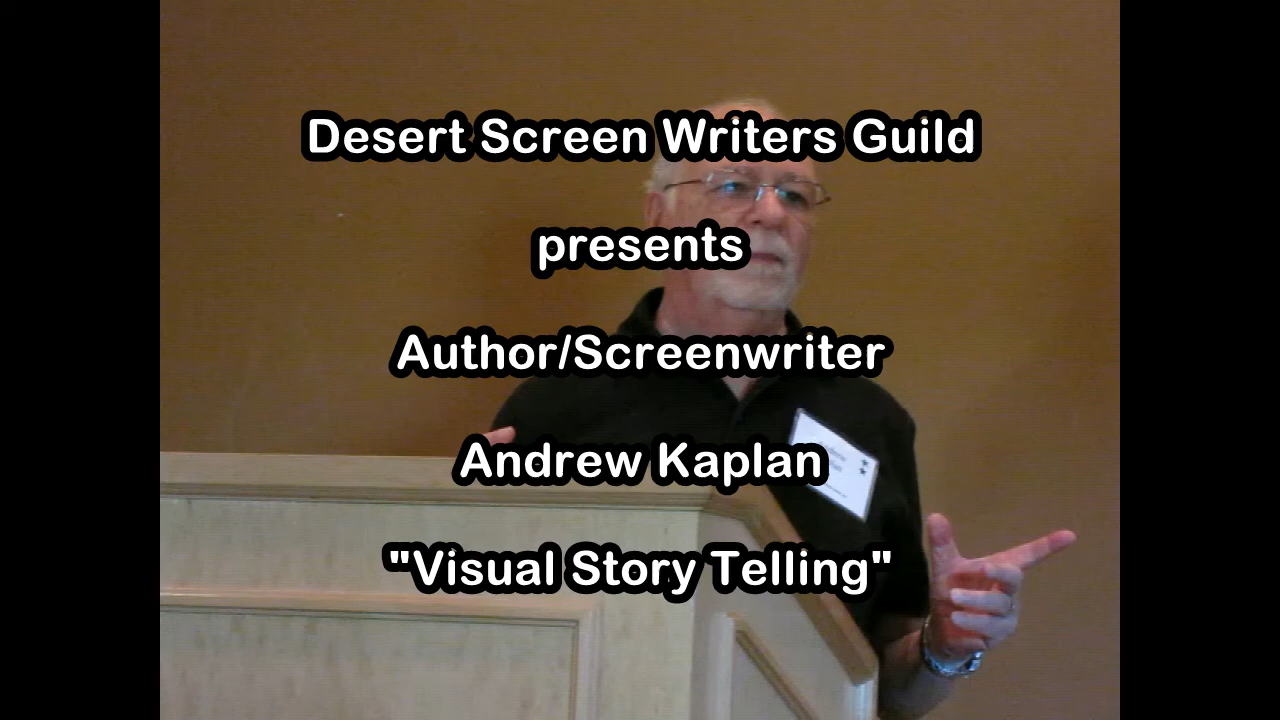 Desert Screen Writers Guild
presents
Author/Screenwriter
Andrew Kaplan
"Visual Story Telling"